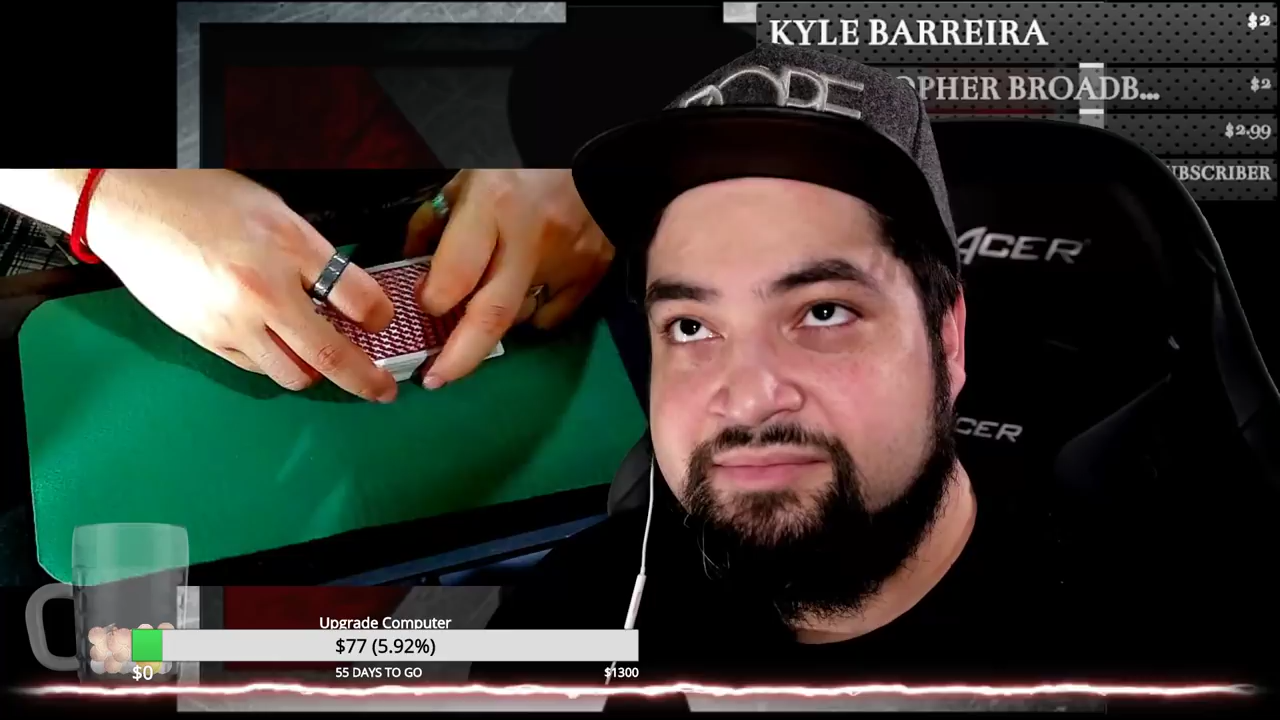 KYLE BARREIRA
$2
OPHER BROADB...
$2
$2.99
UBSCRIBER
ACER
CER
Upgrade Computer
$77 (5.92%)
$0
55 DAYS TO GO
$1300